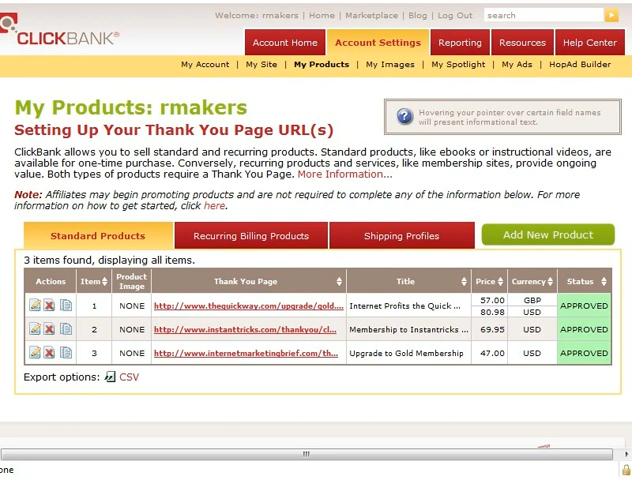 Welcome: rmakers | Home | Marketplace | Blog | Log Out search
CLICKBANK®
Account Home Account Settings Reporting Resources Help Center
My Account | My Site | My Products | My Images | My Spotlight | My Ads | HopAd Builder
My Products: rmakers
Hovering your pointer over certain field names
will present informational text.
Setting Up Your Thank You Page URL(s)
ClickBank allows you to sell standard and recurring products. Standard products, like ebooks or instructional videos, are
available for one-time purchase. Conversely, recurring products and services, like membership sites, provide ongoing
value. Both types of products require a Thank You Page. More Information...
Note: Affiliates may begin promoting products and are not required to complete any of the information below. For more
information on how to get started, click here.
Standard Products Recurring Billing Products Shipping Profiles Add New Product
3 items found, displaying all items.
Actions Item Product Image Thank You Page Title Price Currency Status
1 NONE http://www.thequickway.com/upgrade/gold.... Internet Profits the Quick ... 57.00 GBP APPROVED
80.98 USD
2 NONE http://www.instanttricks.com/thankyou/cl... Membership to Instantricks ... 69.95 USD APPROVED
3 NONE http://www.internetmarketingbrief.com/th... Upgrade to Gold Membership 47.00 USD APPROVED
Export options: CSV
one